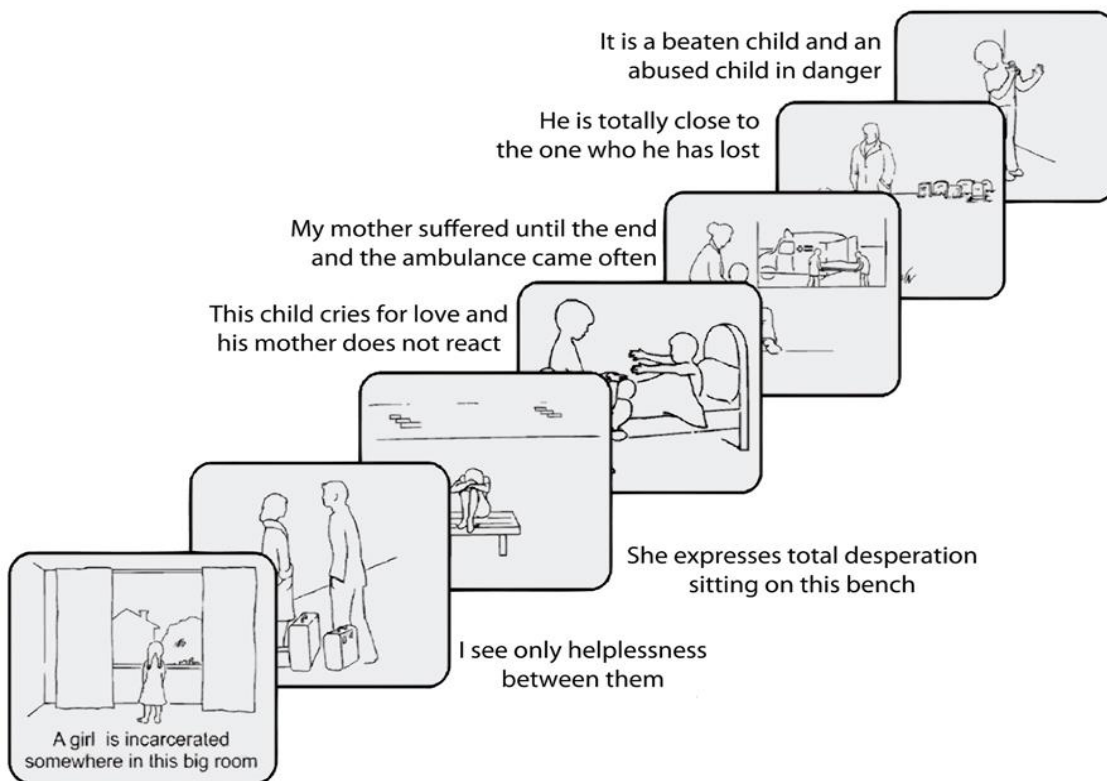 It is a beaten child and an
abused child in danger
He is totally close to
the one who he has lost
My mother suffered until the end
and the ambulance came often
This child cries for love and
his mother does not react
She expresses total desperation
sitting on this bench
I see only helplessness
between them
A girl is incarcerated
somewhere in this big room